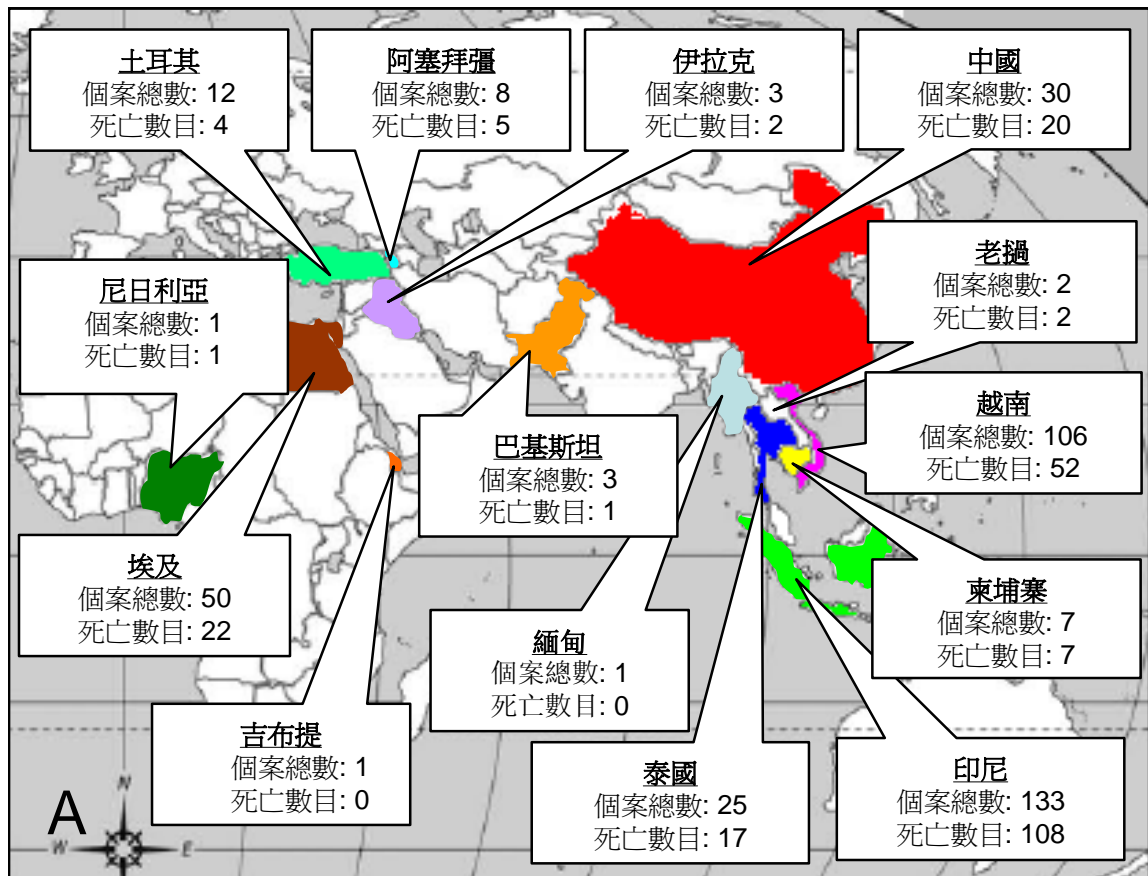 土耳其
個案總數: 12
死亡數目: 4
阿塞拜彊
個案總數: 8
死亡數目: 5
伊拉克
個案總數: 3
死亡數目: 2
中國
個案總數: 30
死亡數目: 20
老撾
個案總數: 2
死亡數目: 2
尼日利亞
個案總數: 1
死亡數目: 1
越南
個案總數: 106
死亡數目: 52
巴基斯坦
個案總數: 3
死亡數目: 1
埃及
個案總數: 50
死亡數目: 22
柬埔寨
個案總數: 7
死亡數目: 7
緬甸
個案總數: 1
死亡數目: 0
吉布提
個案總數: 1
死亡數目: 0
泰國
個案總數: 25
死亡數目: 17
印尼
個案總數: 133
死亡數目: 108
A
N
W
E